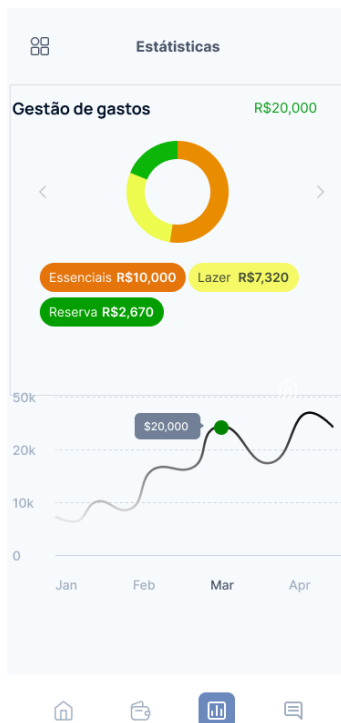 Estátisticas
Gestão de gastos R$20,000
Essenciais R$10,000 Lazer R$7,320
Reserva R$2,670
50k
$20,000
20k
10k
0
Jan Feb Mar Apr